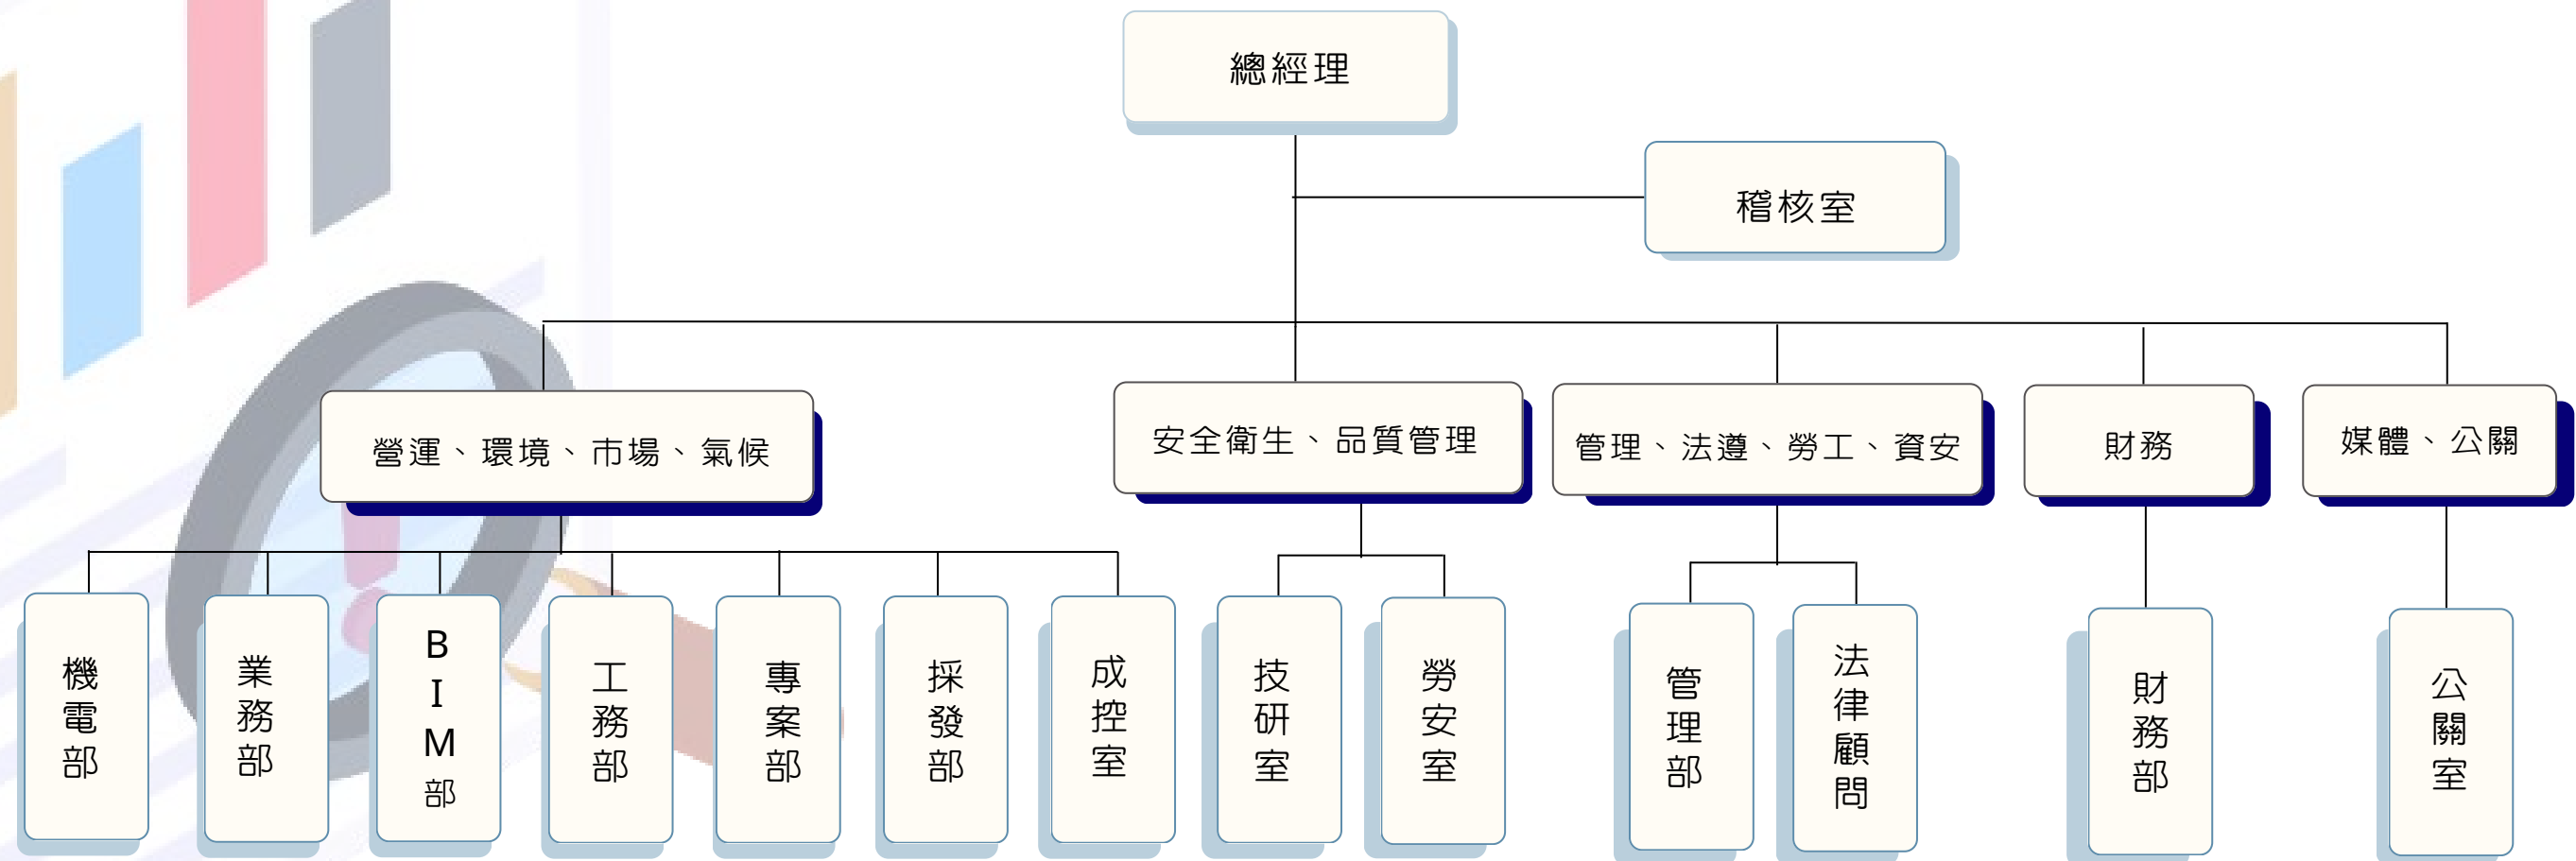 總經理
稽核室
營運、環境、市場、氣候
安全衛生、品質管理
管理、法遵、勞工、資安
財務
媒體、公關
機電部
業務部
BIM部
工務部
專案部
採發部
成控室
技研室
勞安室
管理部
法律顧問
財務部
公關室